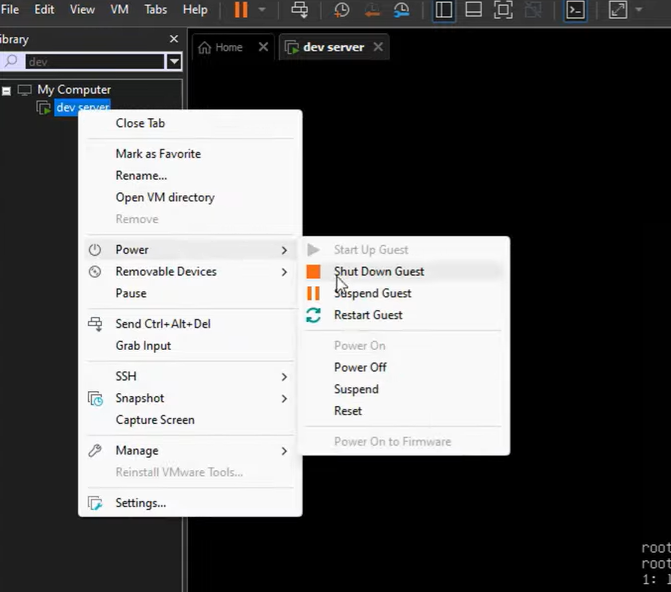 File Edit View VM Tabs Help
ibrary
Home
dev server
dev
My Computer
dev server
Close Tab
Mark as Favorite
Rename...
Open VM directory
Remove
Power
Removable Devices
Pause
Send Ctrl+Alt+Del
Grab Input
SSH
Snapshot
Capture Screen
Manage
Reinstall VMware Tools...
Settings...
Start Up Guest
Shut Down Guest
Suspend Guest
Restart Guest
Power On
Power Off
Suspend
Reset
Power On to Firmware
root
root
1: l